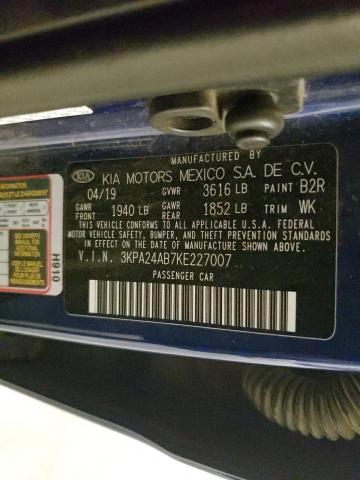 MANUFACTURED BY
KIA KIA MOTORS MEXICO S.A. DE C.V.
04/19 GVWR 3616 LB PAINT B2R
GAWR FRONT 1940 LB GAWR REAR 1852 LB TRIM WK
THIS VEHICLE CONFORMS TO ALL APPLICABLE U.S.A. FEDERAL
MOTOR VEHICLE SAFETY, BUMPER, AND THEFT PREVENTION STANDARDS
IN EFFECT ON THE DATE OF MANUFACTURE SHOWN ABOVE.
V.I.N. 3KPA24AB7KE227007
PASSENGER CAR
H910